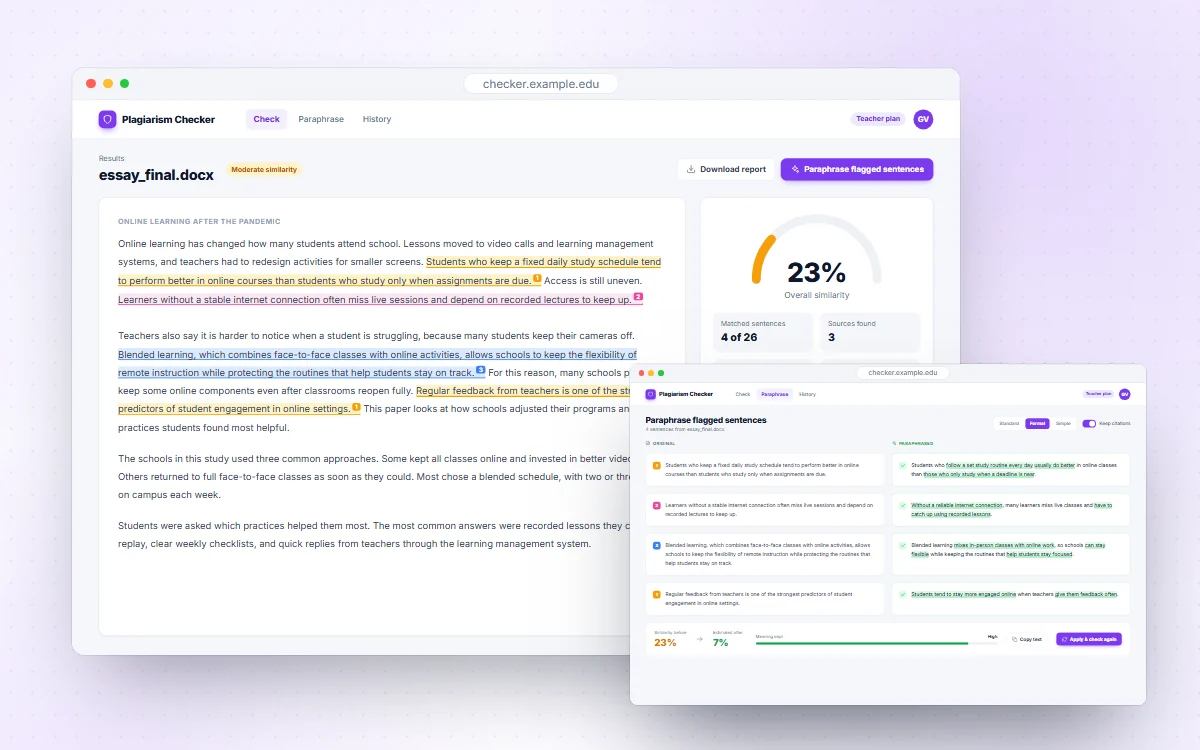 checker.example.edu
Plagiarism Checker
Check
Paraphrase
History
Teacher plan
GV
Results
essay_final.docx
Moderate similarity
Download report
Paraphrase flagged sentences
ONLINE LEARNING AFTER THE PANDEMIC
Online learning has changed how many students attend school. Lessons moved to video calls and learning management
systems, and teachers had to redesign activities for smaller screens. Students who keep a fixed daily study schedule tend
to perform better in online courses than students who study only when assignments are due. 1 Access is still uneven.
Learners without a stable internet connection often miss live sessions and depend on recorded lectures to keep up. 2
Teachers also say it is harder to notice when a student is struggling, because many students keep their cameras off.
Blended learning, which combines face-to-face classes with online activities, allows schools to keep the flexibility of
remote instruction while protecting the routines that help students stay on track. 3 For this reason, many schools p
keep some online components even after classrooms reopen fully. Regular feedback from teachers is one of the str
predictors of student engagement in online settings. 1 This paper looks at how schools adjusted their programs an
practices students found most helpful.
The schools in this study used three common approaches. Some kept all classes online and invested in better video
Others returned to full face-to-face classes as soon as they could. Most chose a blended schedule, with two or thr
on campus each week.
Students were asked which practices helped them most. The most common answers were recorded lessons they c
replay, clear weekly checklists, and quick replies from teachers through the learning management system.
23%
Overall similarity
Matched sentences
4 of 26
Sources found
3
checker.example.edu
Plagiarism Checker
Check
Paraphrase
History
Teacher plan
GV
Paraphrase flagged sentences
4 sentences from essay_final.docx
Standard
Formal
Simple
Keep citations
ORIGINAL
PARAPHRASED
1 Students who keep a fixed daily study schedule tend to perform better in online
courses than students who study only when assignments are due.
Students who follow a set study routine every day usually do better in online classes
than those who only study when a deadline is near.
2 Learners without a stable internet connection often miss live sessions and depend on
recorded lectures to keep up.
Without a reliable internet connection, many learners miss live classes and have to
catch up using recorded lessons.
3 Blended learning, which combines face-to-face classes with online activities, allows
schools to keep the flexibility of remote instruction while protecting the routines that
help students stay on track.
Blended learning mixes in-person classes with online work, so schools can stay
flexible while keeping the routines that help students stay focused.
1 Regular feedback from teachers is one of the strongest predictors of student
engagement in online settings.
Students tend to stay more engaged online when teachers give them feedback often.
Similarity before
23%
Estimated after
7%
Meaning kept
High
Copy text
Apply & check again